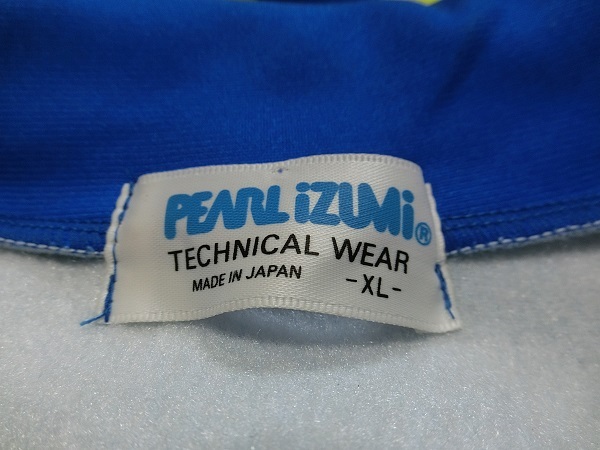 PEARL iZUMi®
TECHNICAL WEAR
MADE IN JAPAN -XL-